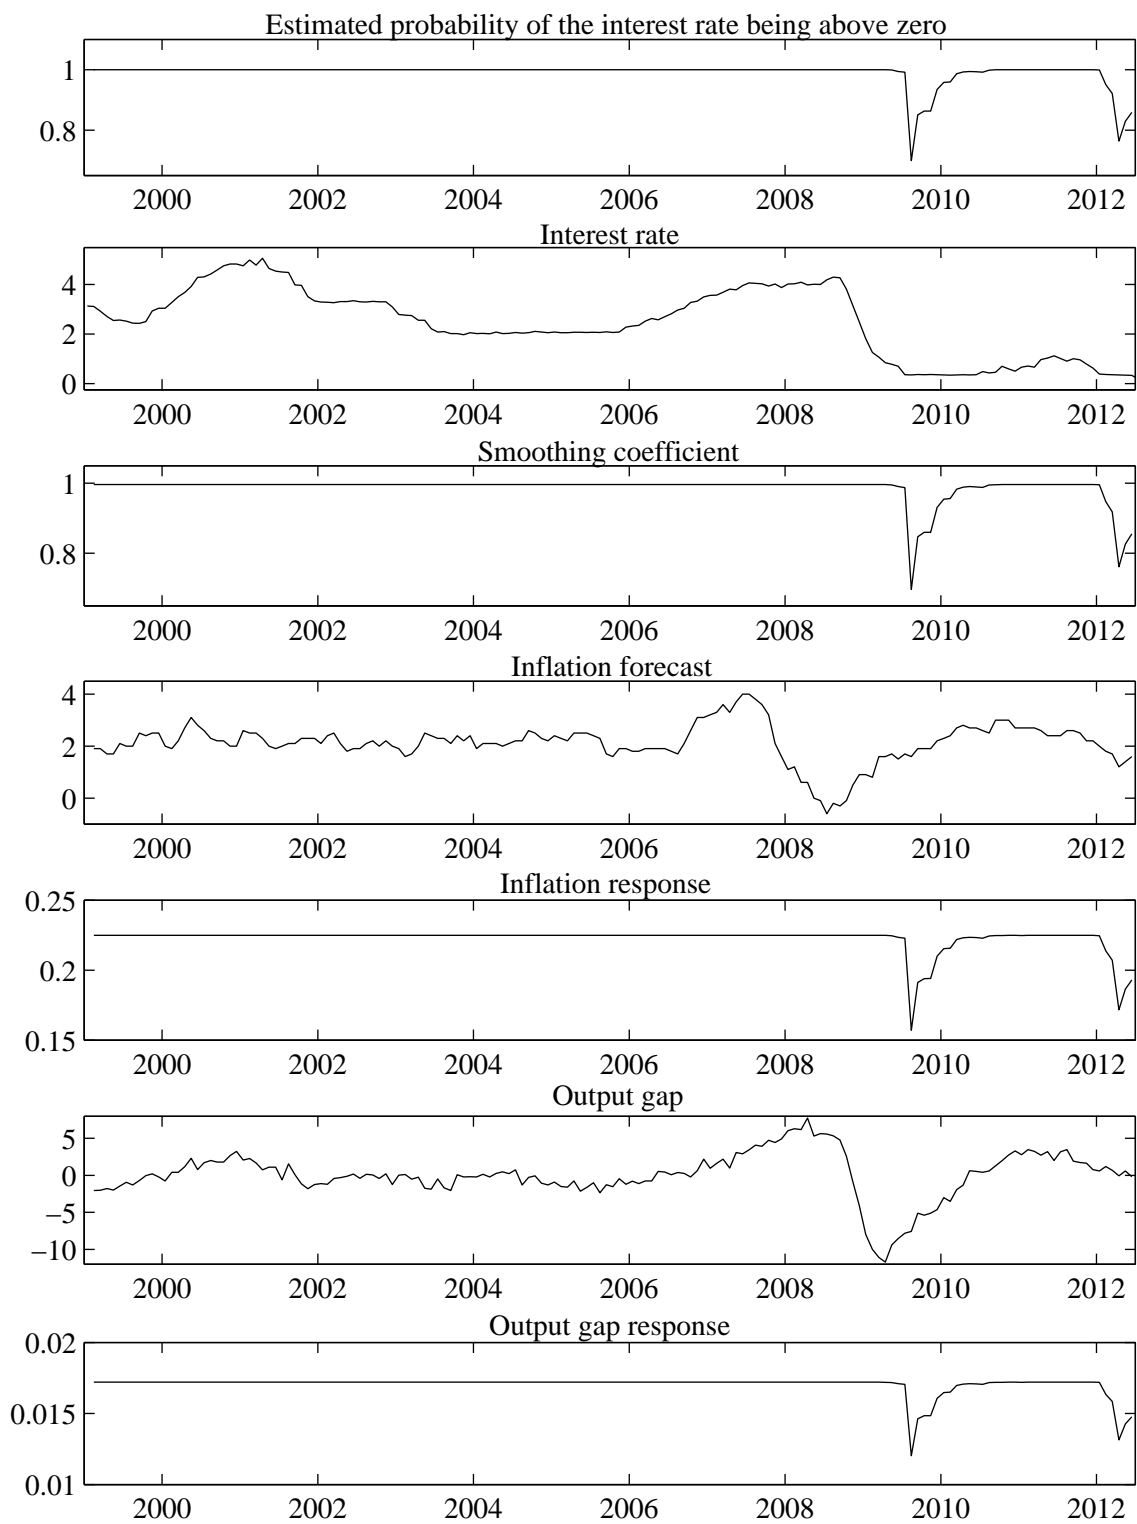 Estimated probability of the interest rate being above zero
1
0.8
2000 2002 2004 2006 2008 2010 2012
Interest rate
4
2
0
2000 2002 2004 2006 2008 2010 2012
Smoothing coefficient
1
0.8
2000 2002 2004 2006 2008 2010 2012
Inflation forecast
4
2
0
2000 2002 2004 2006 2008 2010 2012
Inflation response
0.25
0.2
0.15
2000 2002 2004 2006 2008 2010 2012
Output gap
5
0
−5
−10
2000 2002 2004 2006 2008 2010 2012
Output gap response
0.02
0.015
0.01
2000 2002 2004 2006 2008 2010 2012